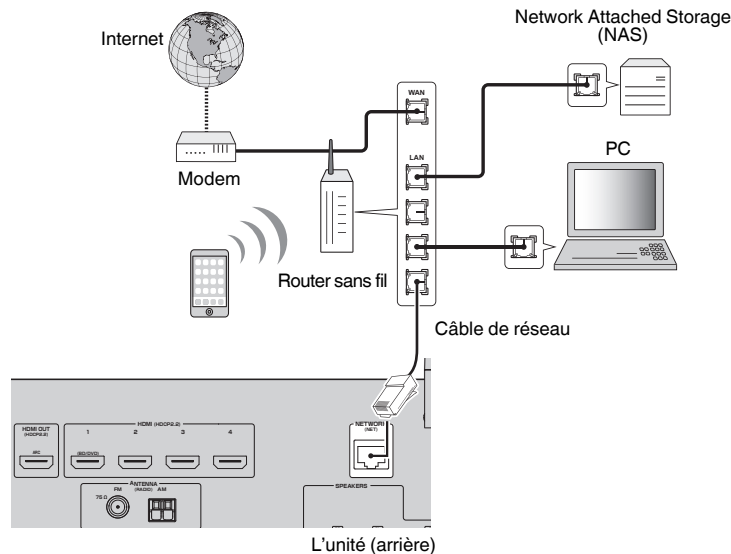 Internet
Network Attached Storage
(NAS)
WAN
Modem
LAN
PC
Router sans fil
Câble de réseau
HDMI OUT
(HDCP2.2)
ARC
HDMI (HDCP2.2)
1
2
3
4
(BD/DVD)
NETWORK
(NET)
ANTENNA
(RADIO)
FM
AM
75 Ω
SPEAKERS
L'unité (arrière)